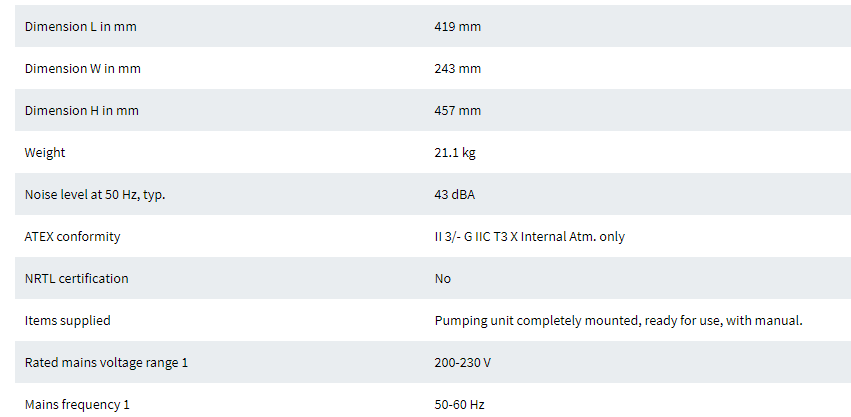 Dimension L in mm 419 mm
Dimension W in mm 243 mm
Dimension H in mm 457 mm
Weight 21.1 kg
Noise level at 50 Hz, typ. 43 dBA
ATEX conformity II 3/- G IIC T3 X Internal Atm. only
NRTL certification No
Items supplied Pumping unit completely mounted, ready for use, with manual.
Rated mains voltage range 1 200-230 V
Mains frequency 1 50-60 Hz